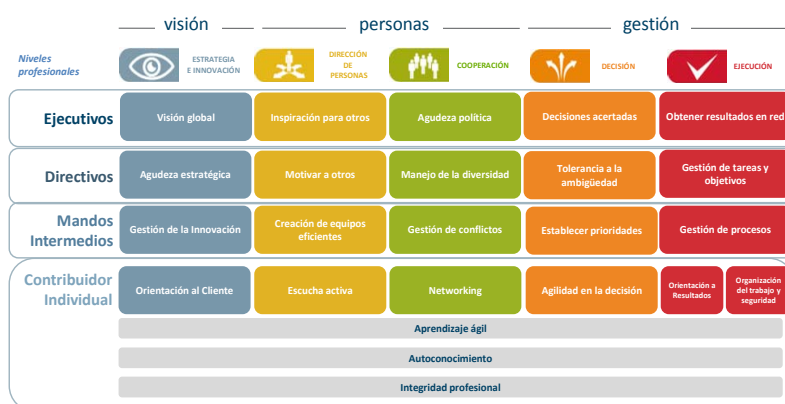 visión
personas
gestión
Niveles
profesionales
ESTRATEGIA
E INNOVACIÓN
DIRECCIÓN
DE
PERSONAS
COOPERACIÓN
DECISIÓN
EJECUCIÓN
Ejecutivos
Visión global
Inspiración para otros
Agudeza política
Decisiones acertadas
Obtener resultados en red
Directivos
Agudeza estratégica
Motivar a otros
Manejo de la diversidad
Tolerancia a la
ambigüedad
Gestión de tareas y
objetivos
Mandos
Intermedios
Gestión de la Innovación
Creación de equipos
eficientes
Gestión de conflictos
Establecer prioridades
Gestión de procesos
Contribuidor
Individual
Orientación al Cliente
Escucha activa
Networking
Agilidad en la decisión
Orientación a
Resultados
Organización
del trabajo y
seguridad
Aprendizaje ágil
Autoconocimiento
Integridad profesional